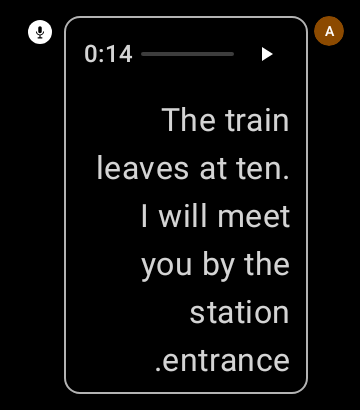 0:14
A
The train
leaves at ten.
I will meet
you by the
station
.entrance